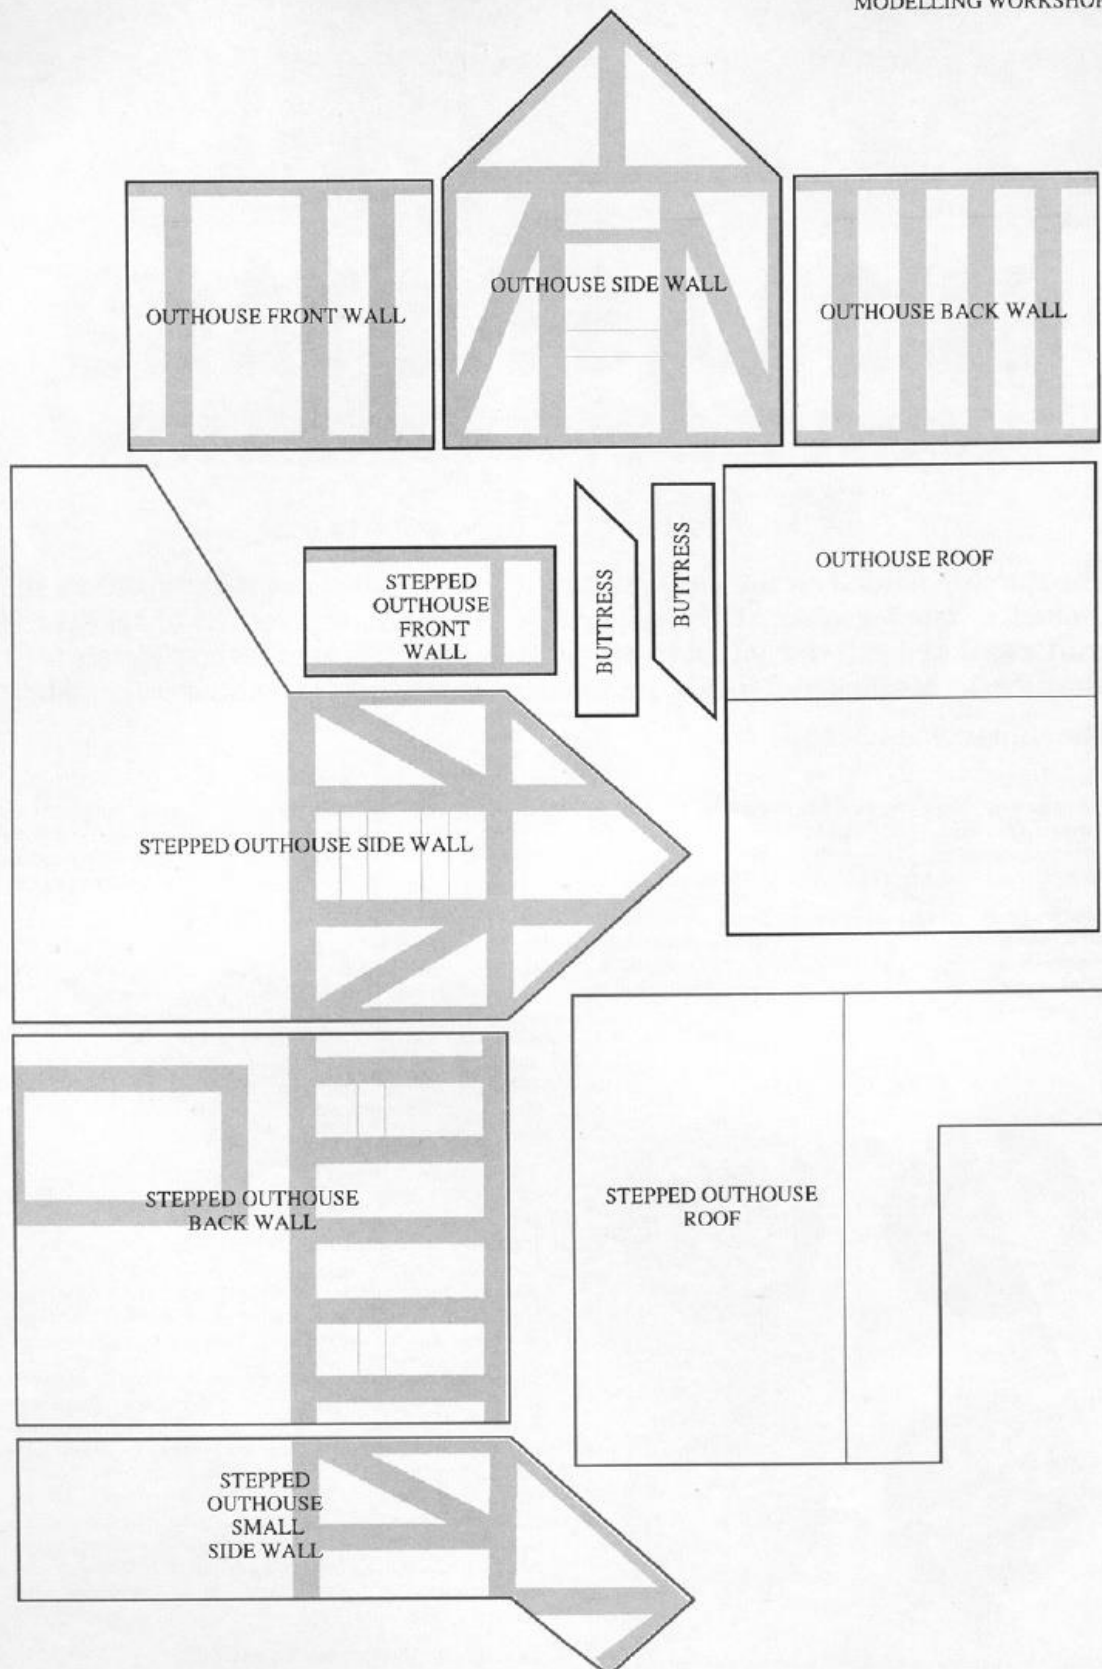 MODELLING WORKSHOP
OUTHOUSE FRONT WALL
OUTHOUSE SIDE WALL
OUTHOUSE BACK WALL
STEPPED
OUTHOUSE
FRONT
WALL
BUTTRESS
BUTTRESS
OUTHOUSE ROOF
STEPPED OUTHOUSE SIDE WALL
STEPPED OUTHOUSE
BACK WALL
STEPPED OUTHOUSE
ROOF
STEPPED
OUTHOUSE
SMALL
SIDE WALL